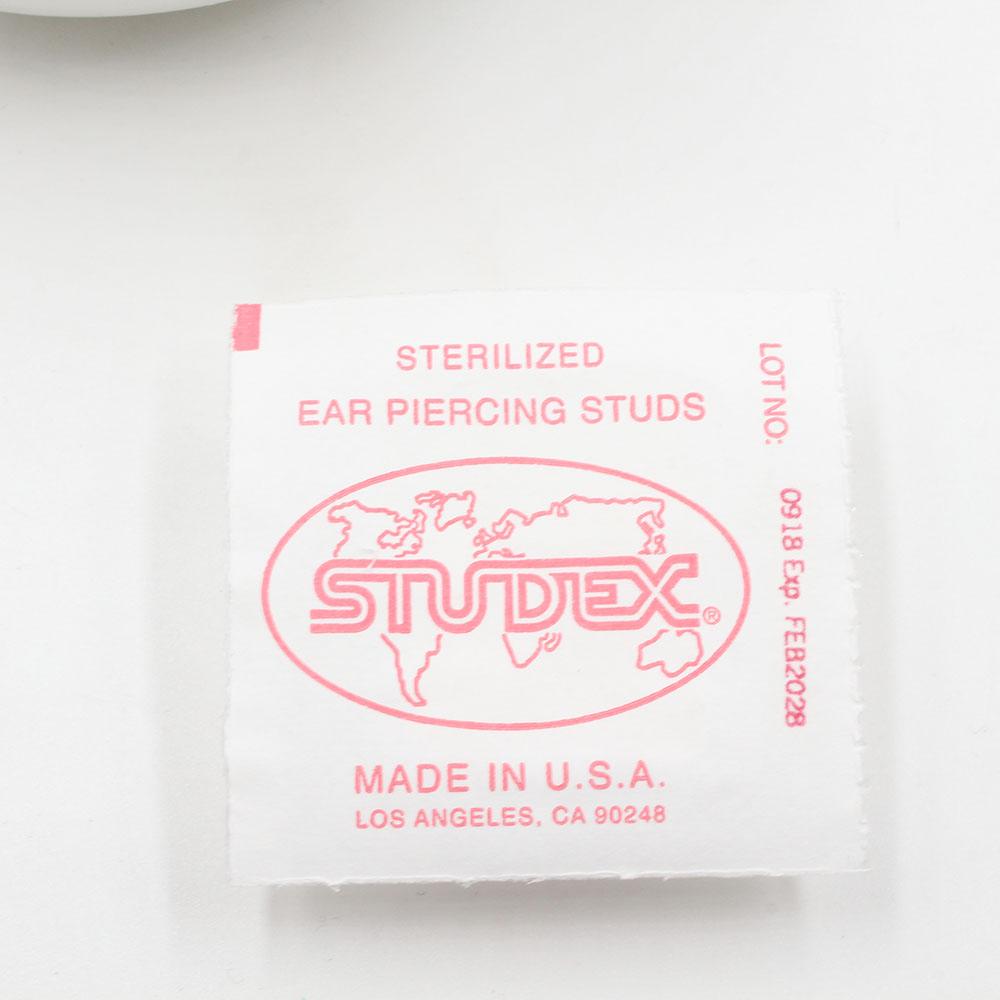 STERILIZED
EAR PIERCING STUDS
STUDEX®
MADE IN U.S.A.
LOS ANGELES, CA 90248
LOT NO: 0918 Exp. FEB2028